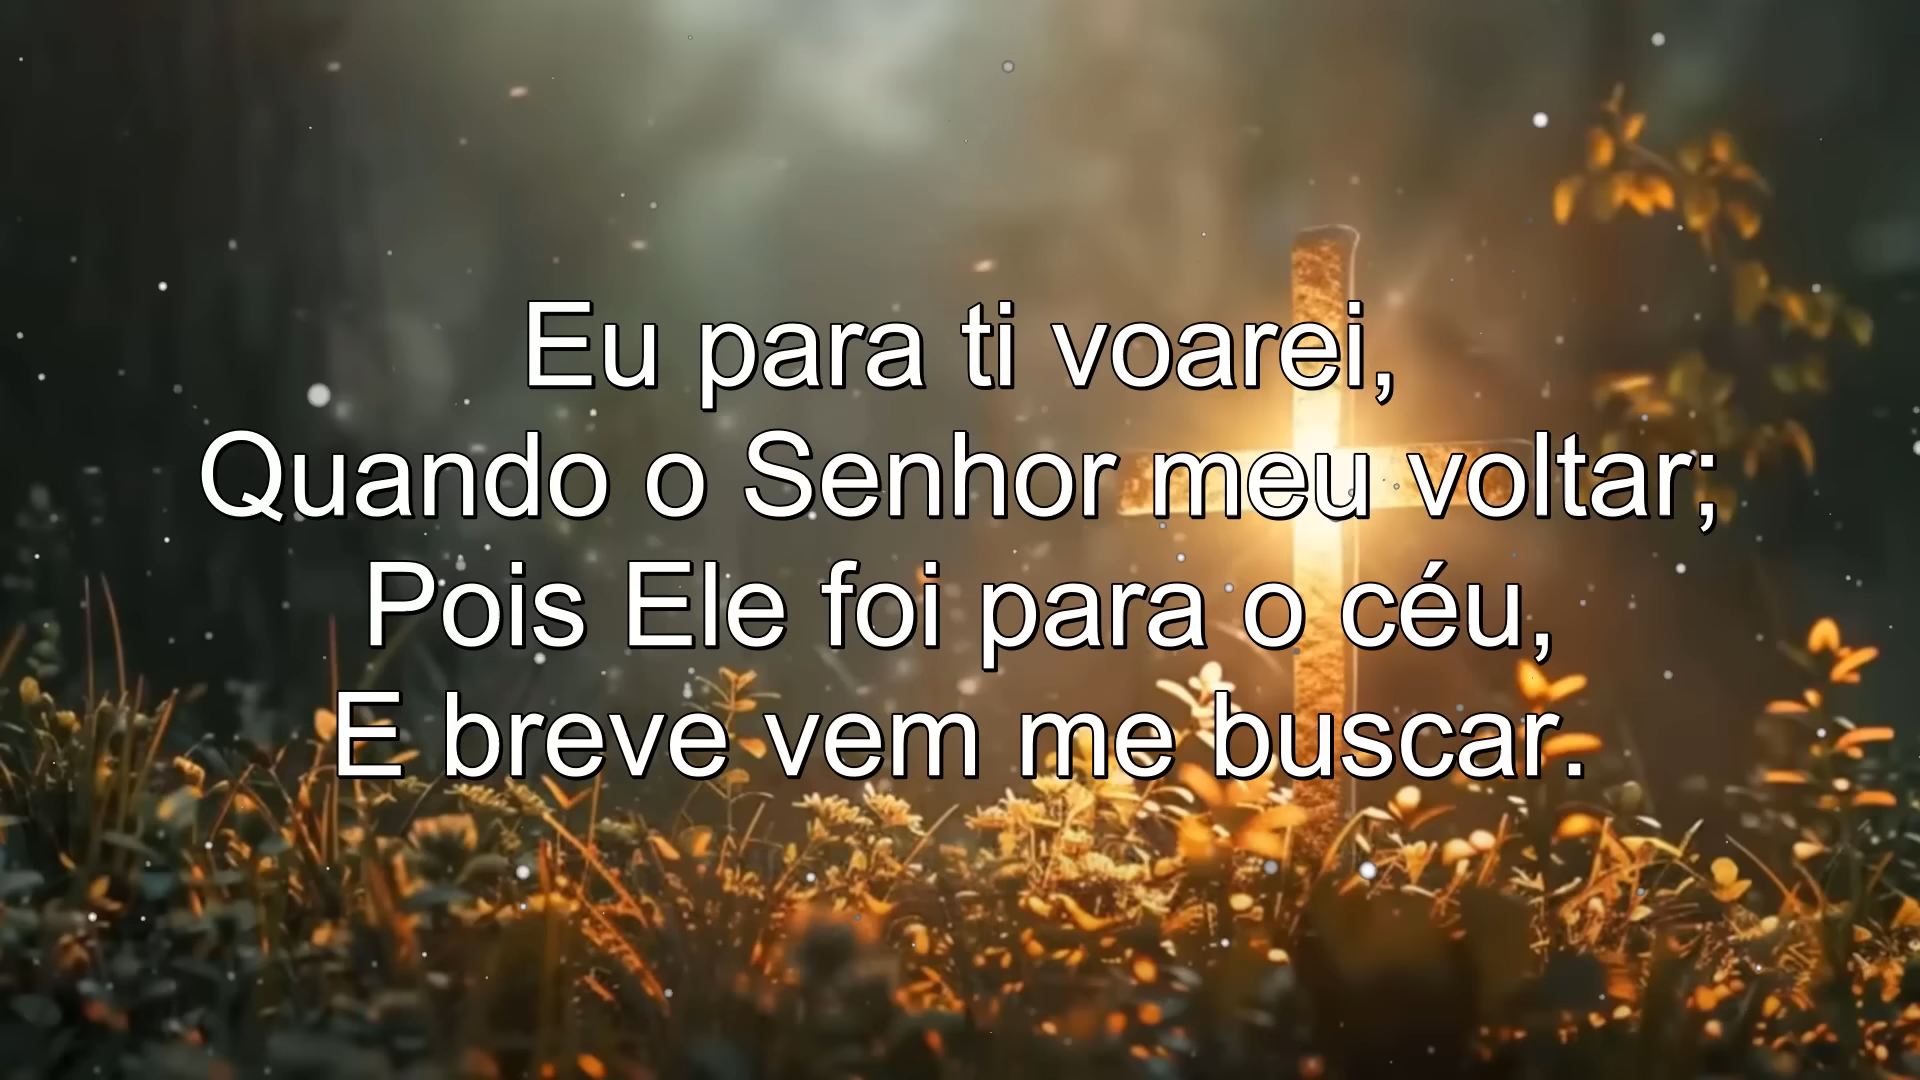 Eu para ti voarei,
Quando o Senhor meu voltar;
Pois Ele foi para o céu,
E breve vem me buscar.